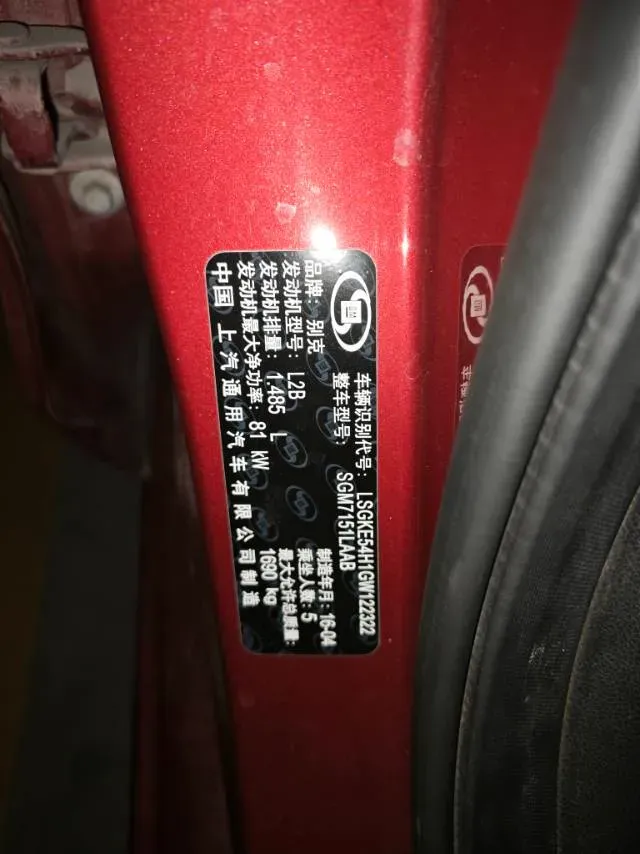 车辆识别代号: LSGKE54H1GW122322
整车型号: SGM7151LAAB
品牌: 别克 制造年月: 16-04
发动机型号: L2B 乘坐人数: 5
发动机排量: 1.485 L 最大允许总质量:
发动机最大净功率: 81 kW 1690 kg
中国 上汽通用汽车有限公司制造
车辆识